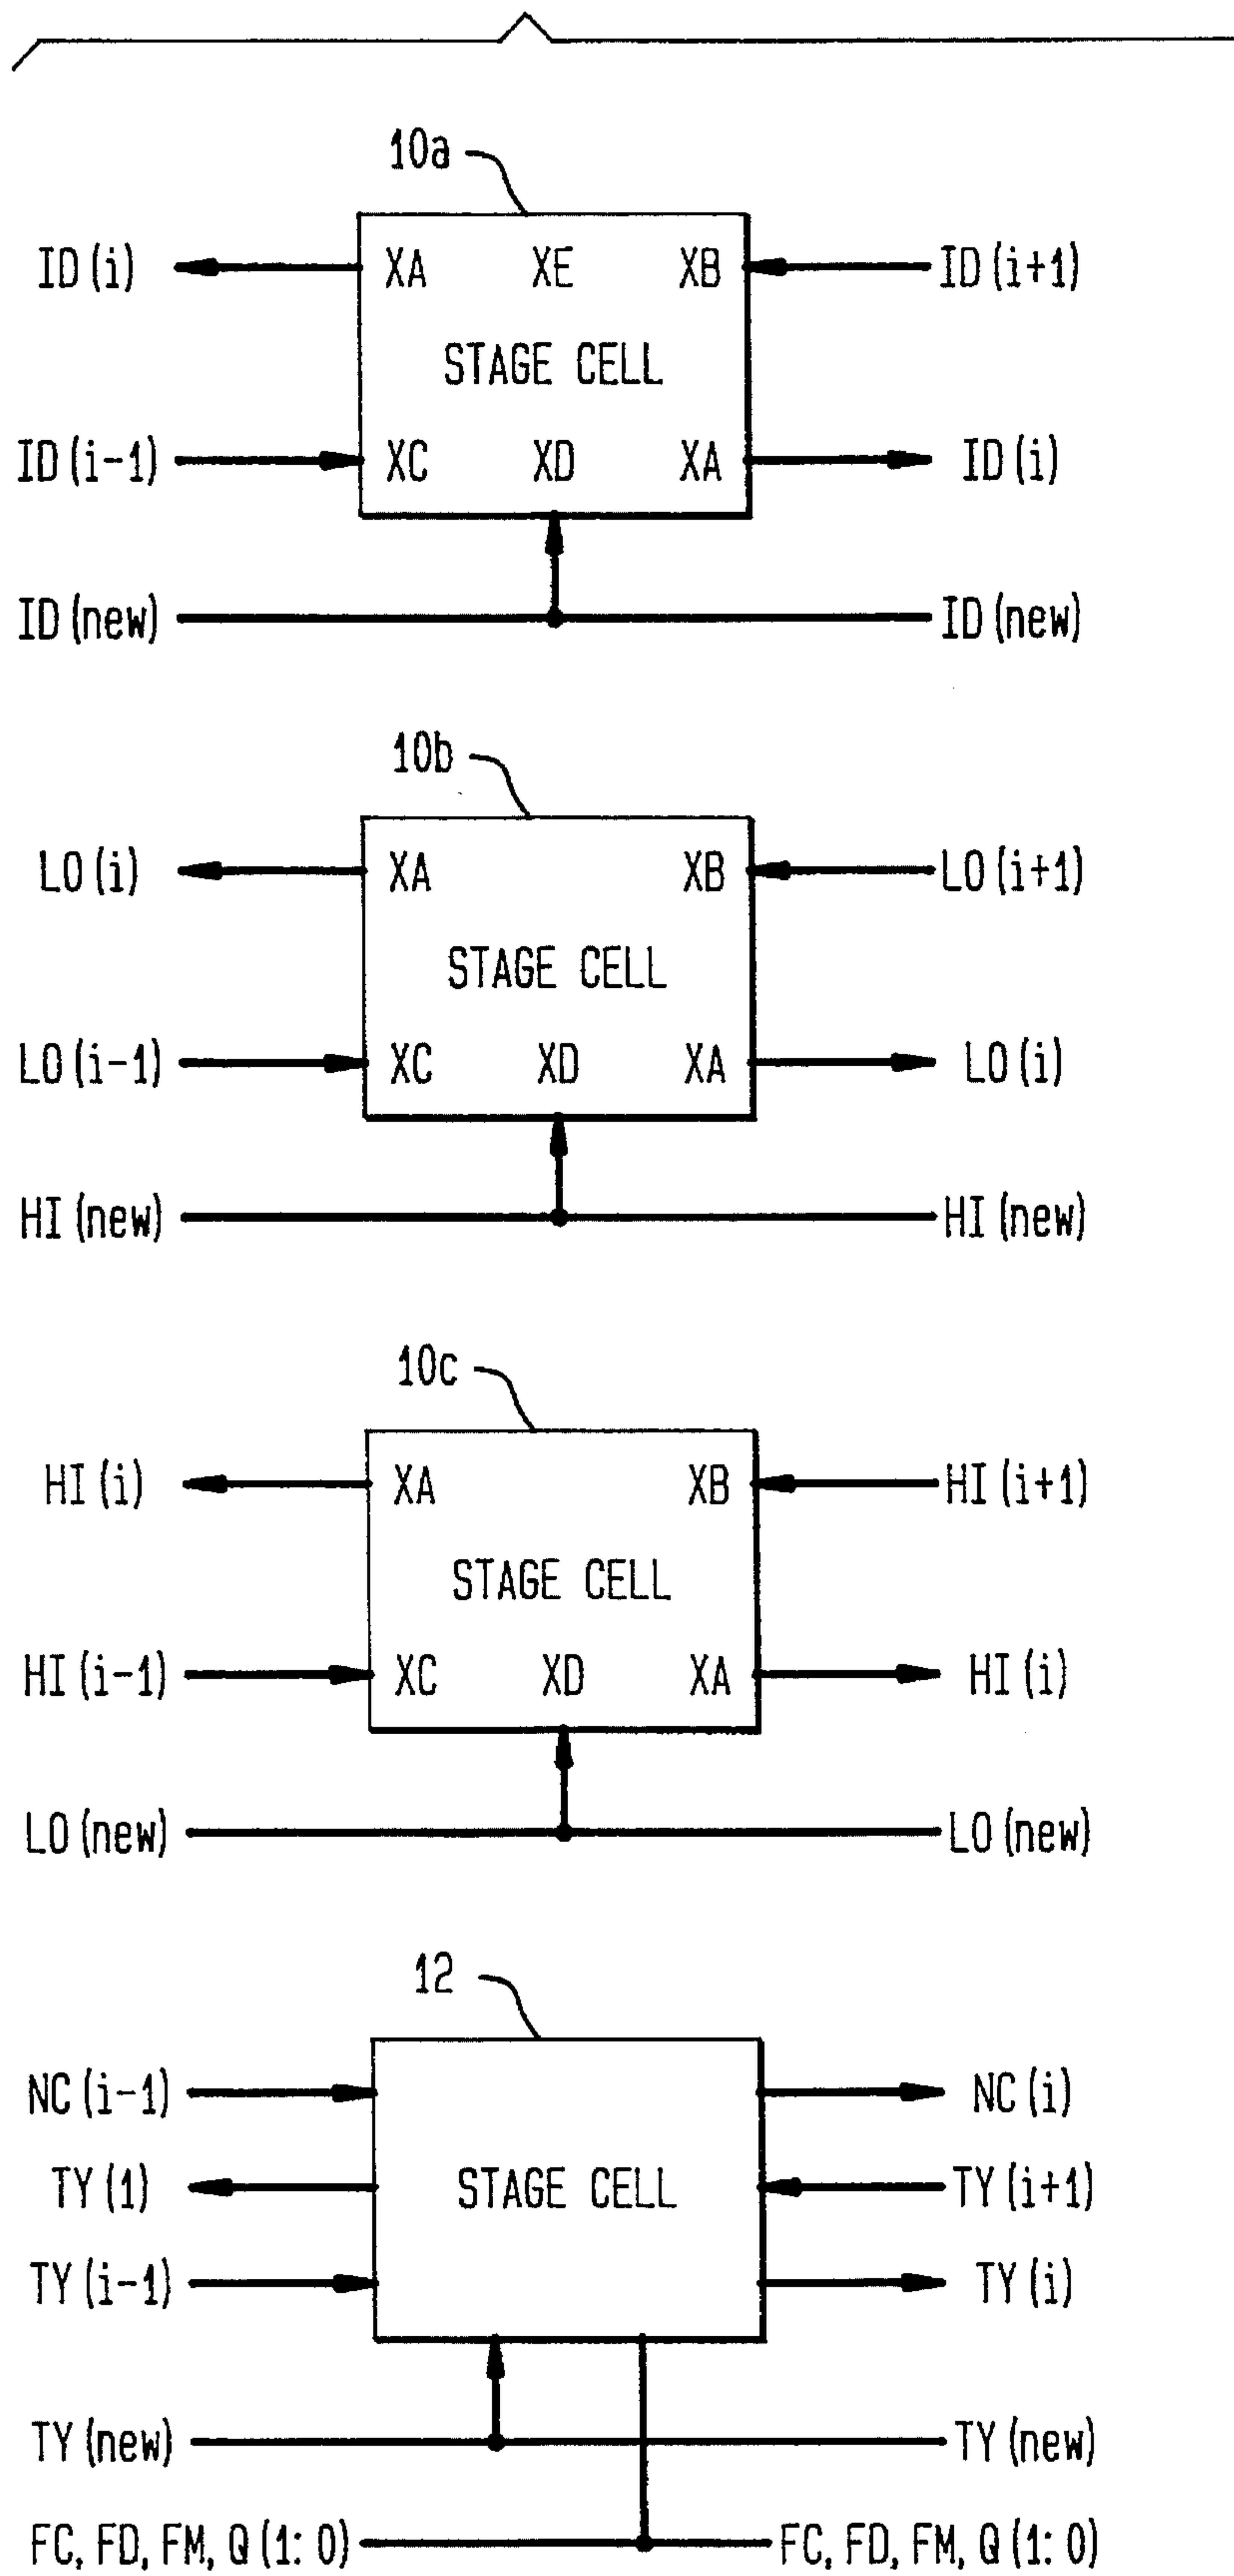 10a
ID (i) XA XE XB ID (i+1)
STAGE CELL
ID (i-1) XC XD XA ID (i)
ID (new) ID (new)
10b
LO (i) XA XB LO (i+1)
STAGE CELL
LO (i-1) XC XD XA LO (i)
HI (new) HI (new)
10c
HI (i) XA XB HI (i+1)
STAGE CELL
HI (i-1) XC XD XA HI (i)
LO (new) LO (new)
12
NC (i-1) NC (i)
TY (1) STAGE CELL TY (i+1)
TY (i-1) TY (i)
TY (new) TY (new)
FC, FD, FM, Q (1: 0) FC, FD, FM, Q (1: 0)